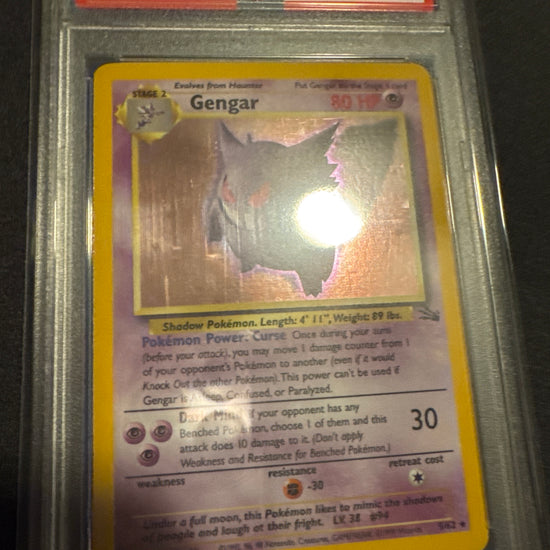 Evolves from Haunter
Put Gengar on the Stage 1 card
STAGE 2
Gengar
80 HP
Shadow Pokémon. Length: 4' 11", Weight: 89 lbs.
Pokémon Power: Curse Once during your turn
(before your attack), you may move 1 damage counter from 1
of your opponent's Pokémon to another (even if it would
Knock Out the other Pokémon). This power can't be used if
Gengar is Asleep, Confused, or Paralyzed.
Dark Mind If your opponent has any
Benched Pokémon, choose 1 of them and this
attack does 10 damage to it. (Don't apply
Weakness and Resistance for Benched Pokémon.)
30
weakness
resistance
-30
retreat cost
Under a full moon, this Pokémon likes to mimic the shadows
of people and laugh at their fright. LV. 38 #94
Nintendo, Creatures, GAMEFREAK.
5/62 ★